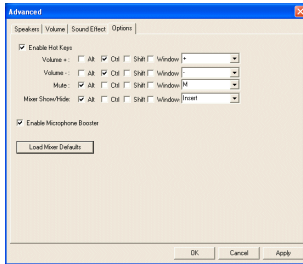 Advanced
Speakers Volume Sound Effect Options
Enable Hot Keys
Volume + : Alt Ctrl Shift Window +
Volume - : Alt Ctrl Shift Window -
Mute : Alt Ctrl Shift Window M
Mixer Show/Hide: Alt Ctrl Shift Window Insert
Enable Microphone Booster
Load Mixer Defaults
OK Cancel Apply